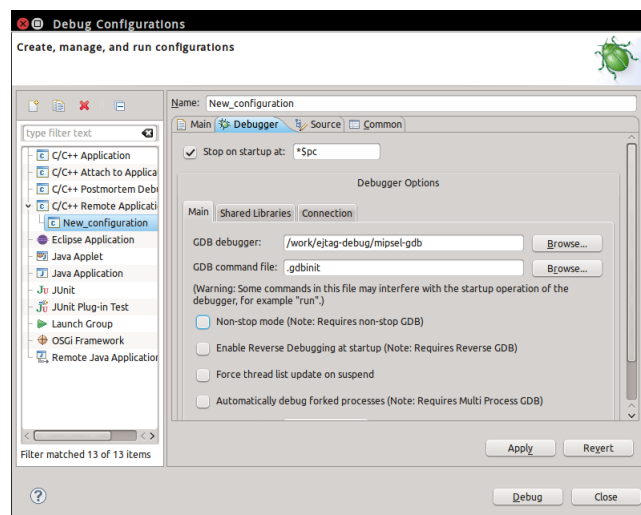 Debug Configurations
Create, manage, and run configurations
Name: New_configuration
type filter text
Main Debugger Source Common
Stop on startup at: *$pc
C/C++ Application
C/C++ Attach to Applica
C/C++ Postmortem Deb
C/C++ Remote Applicati
New_configuration
Eclipse Application
Java Applet
Java Application
JUnit
JUnit Plug-in Test
Launch Group
OSGi Framework
Remote Java Application
Debugger Options
Main Shared Libraries Connection
GDB debugger: /work/ejtag-debug/mipsel-gdb Browse...
GDB command file: .gdbinit Browse...
(Warning: Some commands in this file may interfere with the startup operation of the
debugger, for example "run".)
Non-stop mode (Note: Requires non-stop GDB)
Enable Reverse Debugging at startup (Note: Requires Reverse GDB)
Force thread list update on suspend
Automatically debug forked processes (Note: Requires Multi Process GDB)
Filter matched 13 of 13 items
Apply Revert
Debug Close